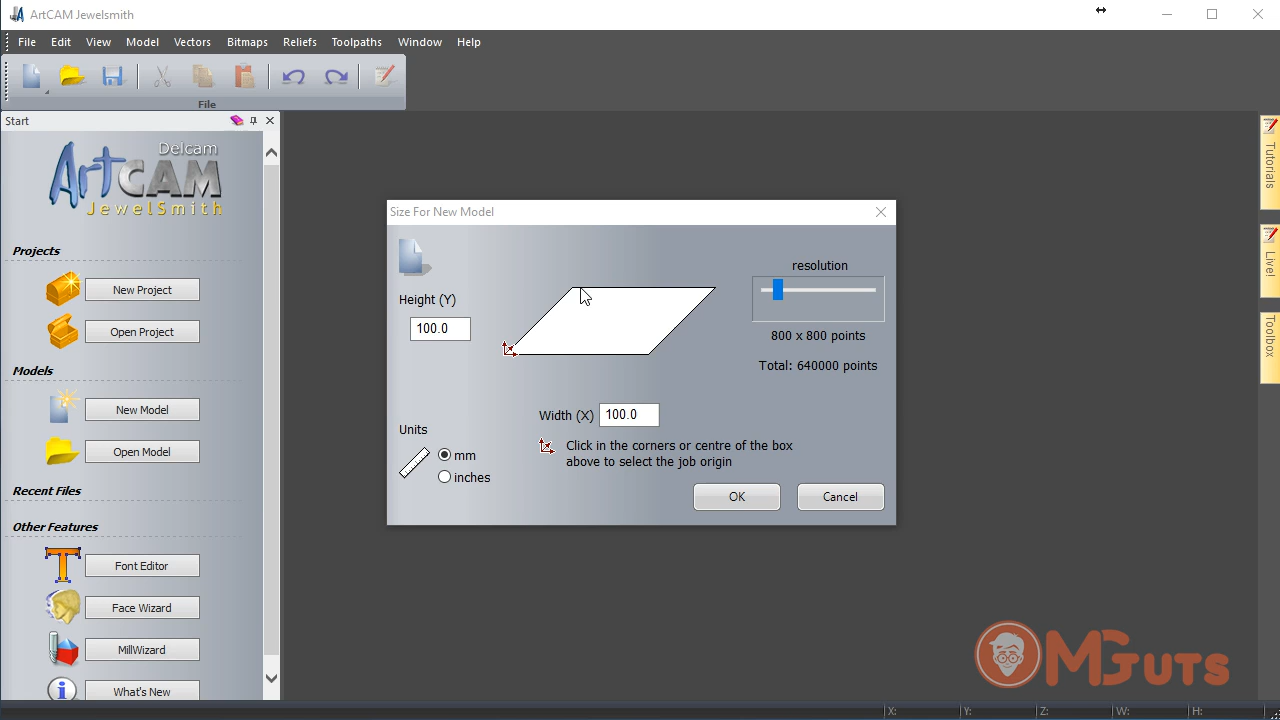 ArtCAM Jewelsmith
File Edit View Model Vectors Bitmaps Reliefs Toolpaths Window Help
File
Start
Delcam
ArtCAM
JewelSmith
Projects
New Project
Open Project
Models
New Model
Open Model
Recent Files
Other Features
Font Editor
Face Wizard
MillWizard
What's New
Size For New Model
Height (Y)
100.0
resolution
800 x 800 points
Total: 640000 points
Width (X) 100.0
Units
mm
inches
Click in the corners or centre of the box
above to select the job origin
OK Cancel
Tutorials
Live!
Toolbox
MG GUTS
X: Y: Z: W: H: